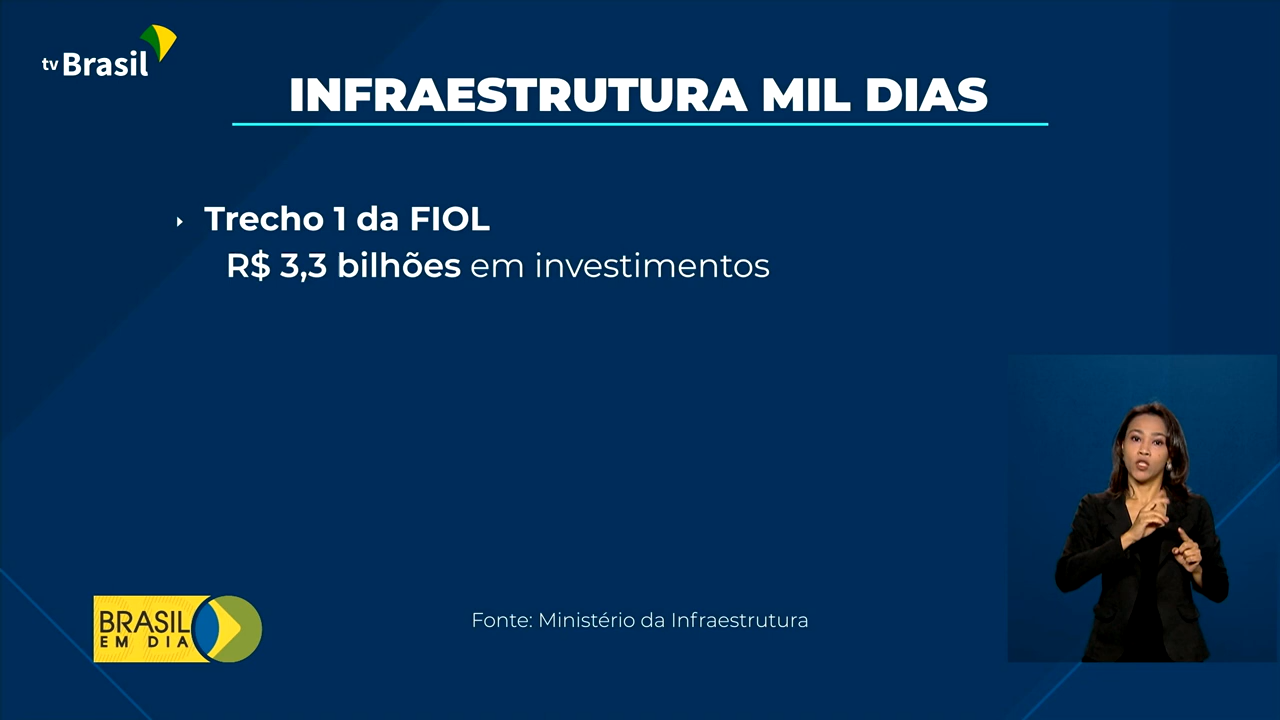 tv Brasil
INFRAESTRUTURA MIL DIAS
Trecho 1 da FIOL
R$ 3,3 bilhões em investimentos
BRASIL
EM DIA
Fonte: Ministério da Infraestrutura